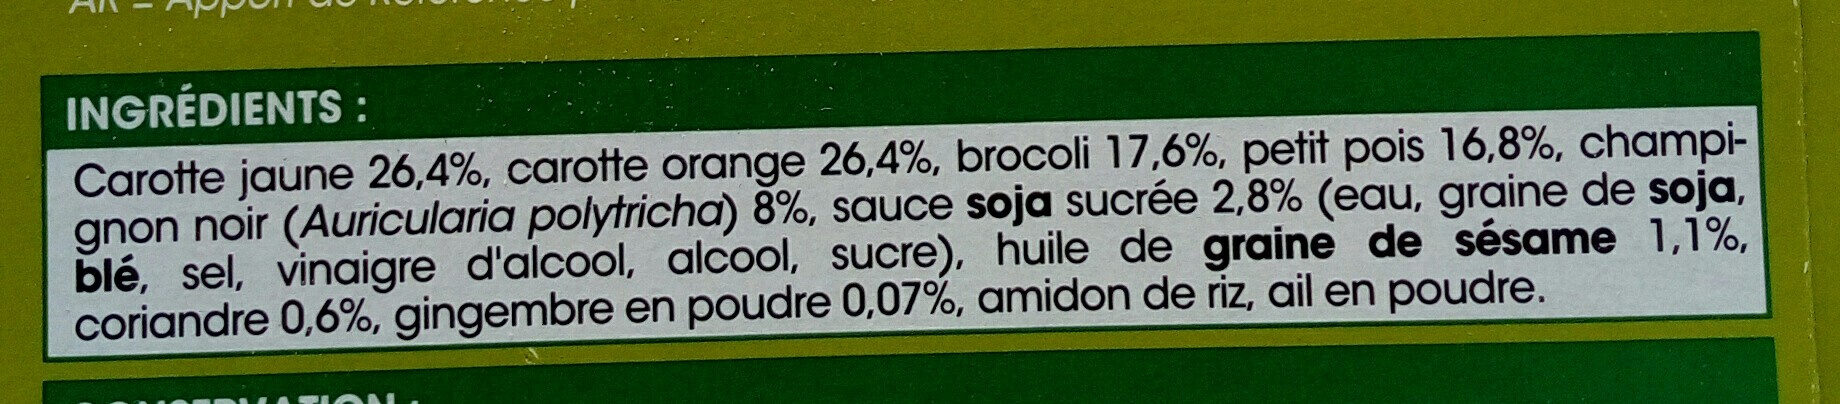 INGRÉDIENTS :
Carotte jaune 26,4%, carotte orange 26,4%, brocoli 17,6%, petit pois 16,8%, champi-
gnon noir (Auricularia polytricha) 8%, sauce soja sucrée 2,8% (eau, graine de soja,
blé, sel, vinaigre d'alcool, alcool, sucre), huile de graine de sésame 1,1%,
coriandre 0,6%, gingembre en poudre 0,07%, amidon de riz, ail en poudre.
CONSERVATION :